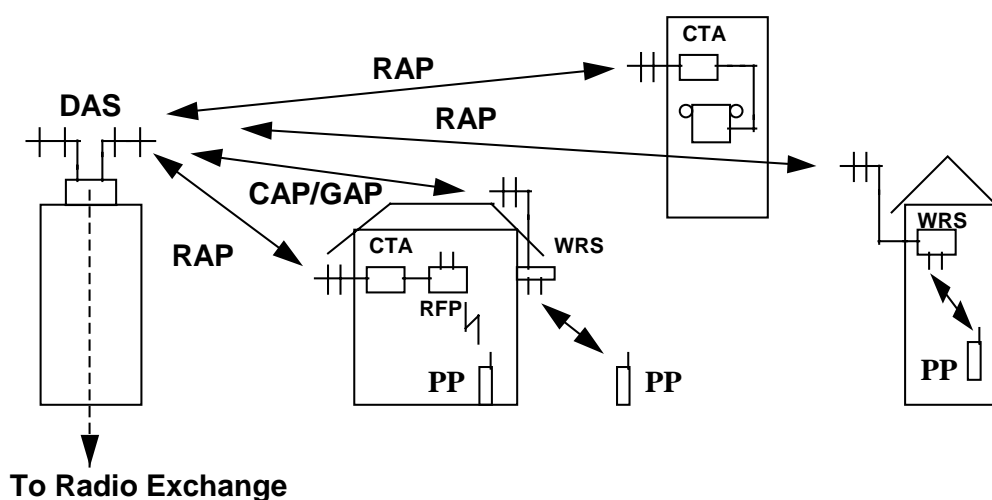 CTA
RAP
DAS
RAP
CAP/GAP
WRS
CTA
WRS
RAP
RFP
PP
PP
PP
To Radio Exchange